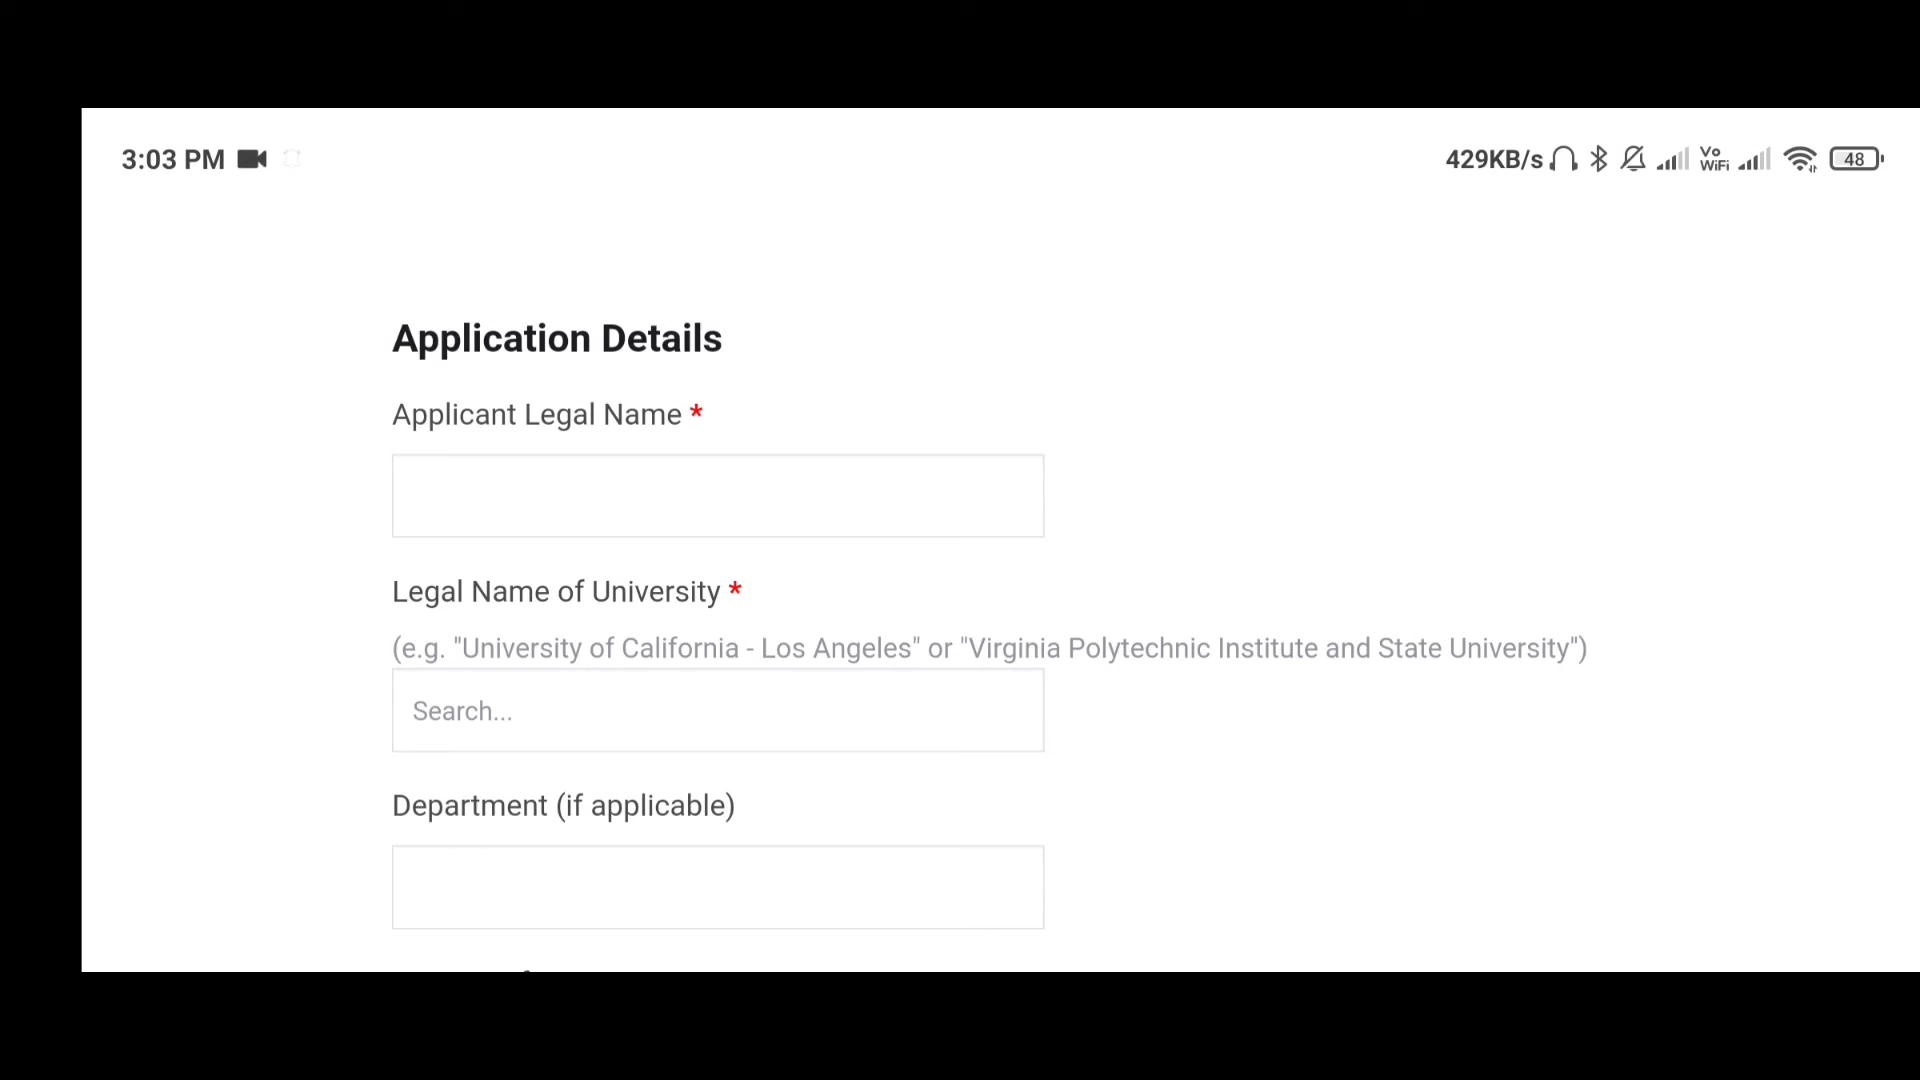 3:03 PM
429KB/s Vo WiFi 48
Application Details
Applicant Legal Name *
Legal Name of University *
(e.g. "University of California - Los Angeles" or "Virginia Polytechnic Institute and State University")
Search...
Department (if applicable)